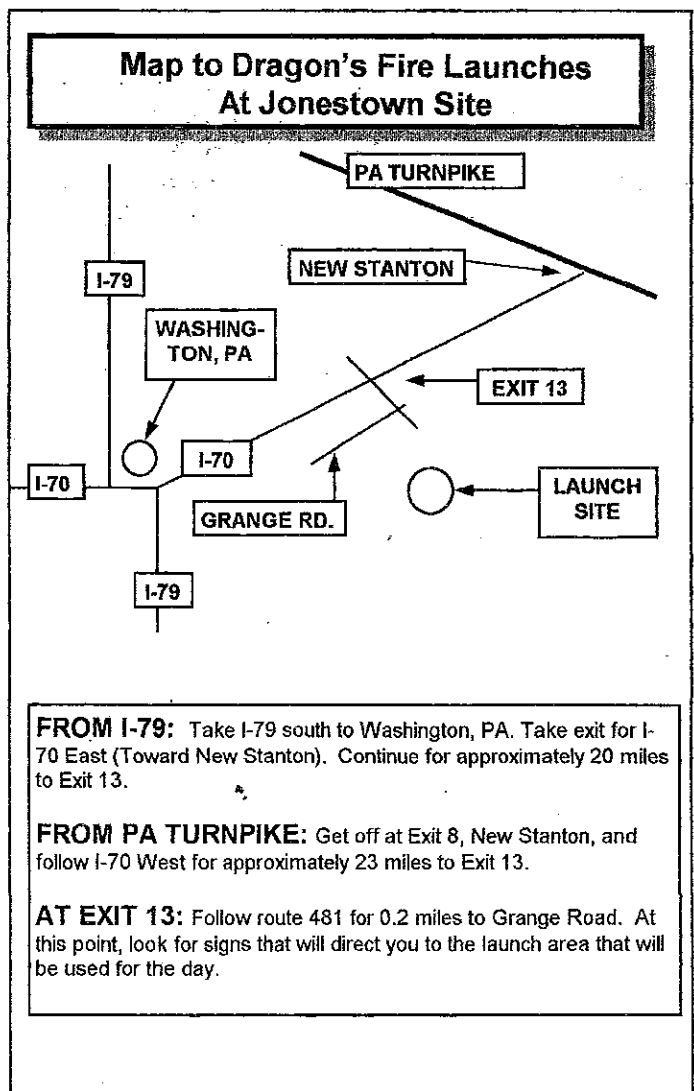 Map to Dragon's Fire Launches
At Jonestown Site
PA TURNPIKE
NEW STANTON
I-79
WASHING-
TON, PA
EXIT 13
I-70
I-70
LAUNCH
SITE
GRANGE RD.
I-79
FROM I-79: Take I-79 south to Washington, PA. Take exit for I-
70 East (Toward New Stanton). Continue for approximately 20 miles
to Exit 13.
FROM PA TURNPIKE: Get off at Exit 8, New Stanton, and
follow I-70 West for approximately 23 miles to Exit 13.
AT EXIT 13: Follow route 481 for 0.2 miles to Grange Road. At
this point, look for signs that will direct you to the launch area that will
be used for the day.